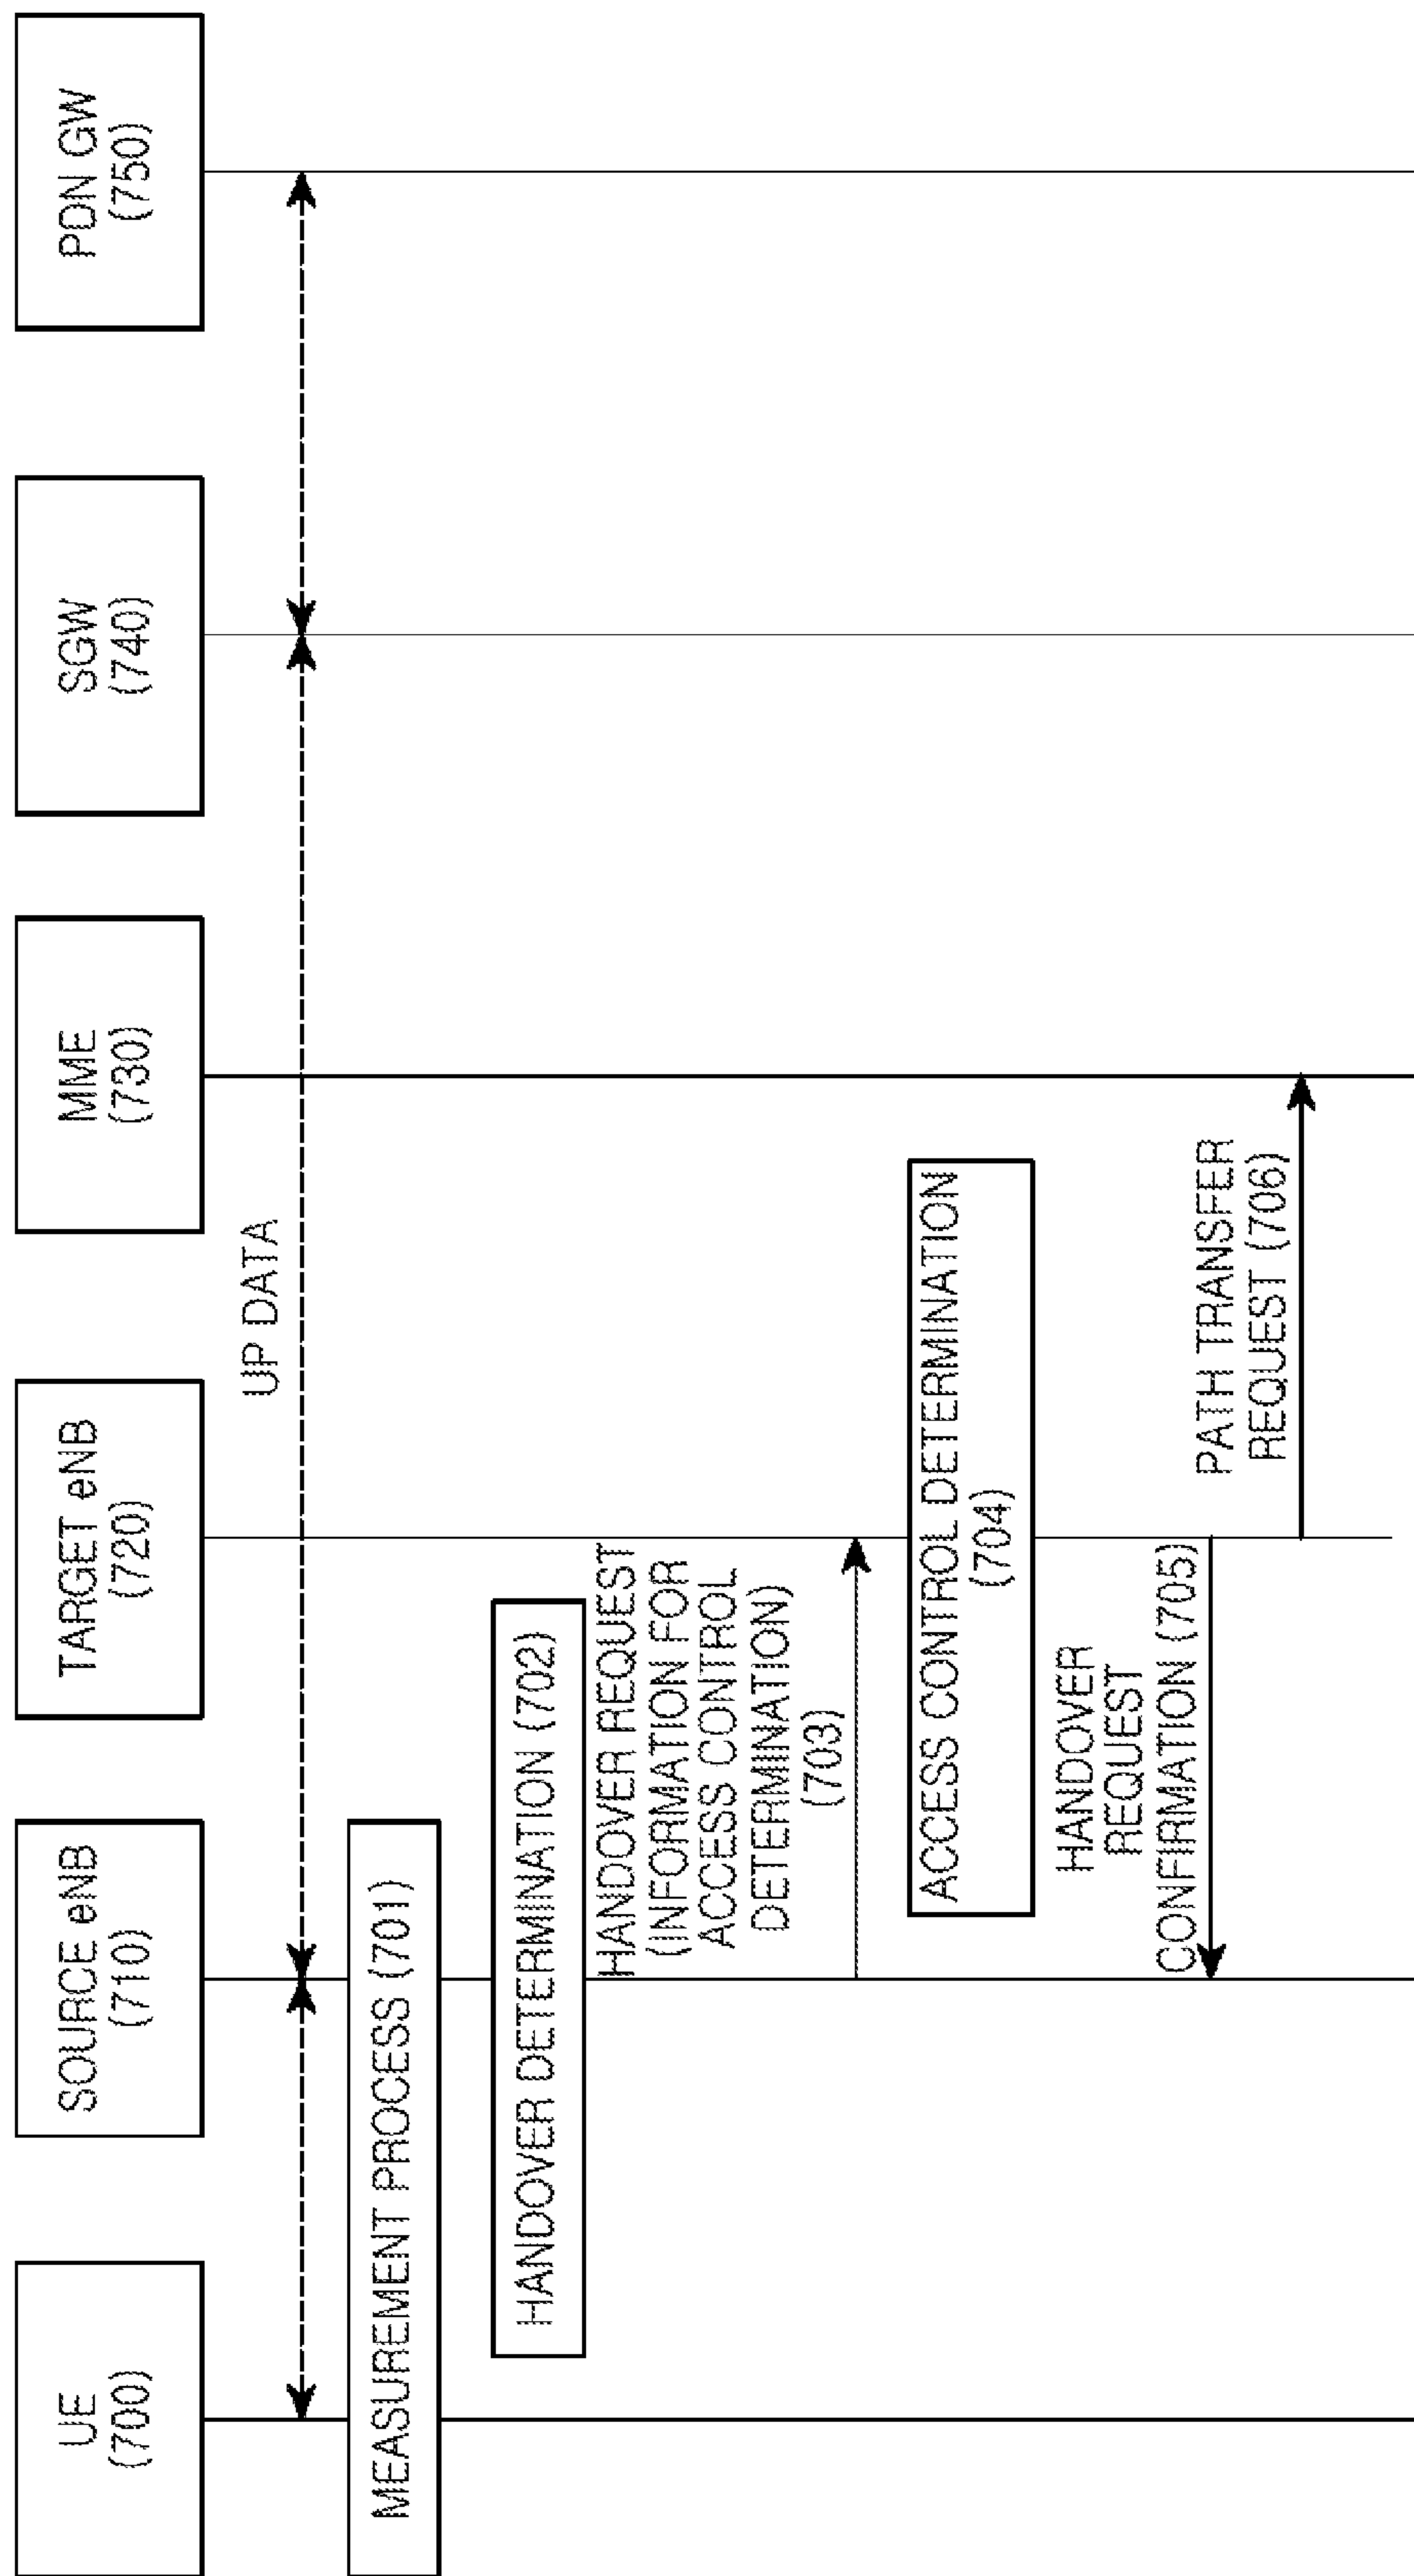 UE
(700)
SOURCE eNB
(710)
TARGET eNB
(720)
MME
(730)
SGW
(740)
PDN GW
(750)
UP DATA
MEASUREMENT PROCESS (701)
HANDOVER DETERMINATION (702)
HANDOVER REQUEST
(INFORMATION FOR
ACCESS CONTROL
DETERMINATION)
(703)
ACCESS CONTROL DETERMINATION
(704)
HANDOVER
REQUEST
CONFIRMATION (705)
PATH TRANSFER
REQUEST (706)